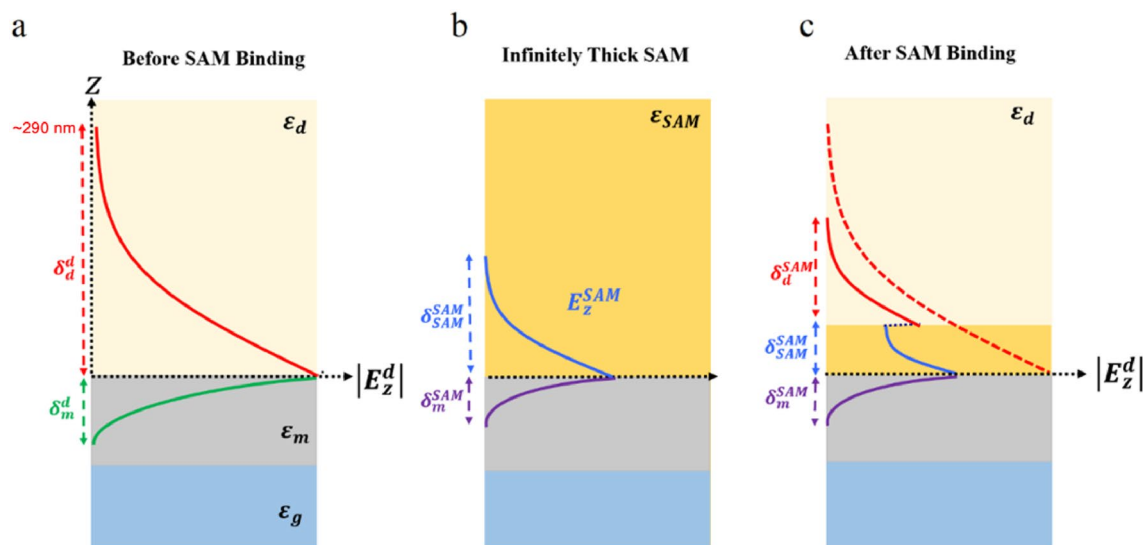 a
Before SAM Binding
Z
~290 nm
ε_d
δ_d^d
|E_z^d|
δ_m^d
ε_m
ε_g
b
Infinitely Thick SAM
ε_SAM
E_z^SAM
δ_SAM^SAM
δ_m^SAM
c
After SAM Binding
ε_d
δ_d^SAM
δ_SAM^SAM
|E_z^d|
δ_m^SAM